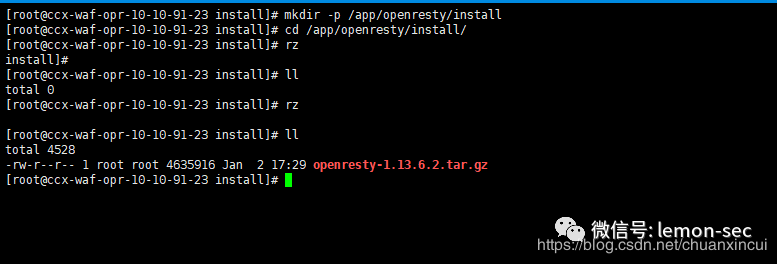 [root@ccx-waf-opr-10-10-91-23 install]# mkdir -p /app/openresty/install
[root@ccx-waf-opr-10-10-91-23 install]# cd /app/openresty/install/
[root@ccx-waf-opr-10-10-91-23 install]# rz
install]#
[root@ccx-waf-opr-10-10-91-23 install]# ll
total 0
[root@ccx-waf-opr-10-10-91-23 install]# rz
[root@ccx-waf-opr-10-10-91-23 install]# ll
total 4528
-rw-r--r-- 1 root root 4635916 Jan  2 17:29 openresty-1.13.6.2.tar.gz
[root@ccx-waf-opr-10-10-91-23 install]#
微信号: lemon-sec
https://blog.csdn.net/chuanxincui